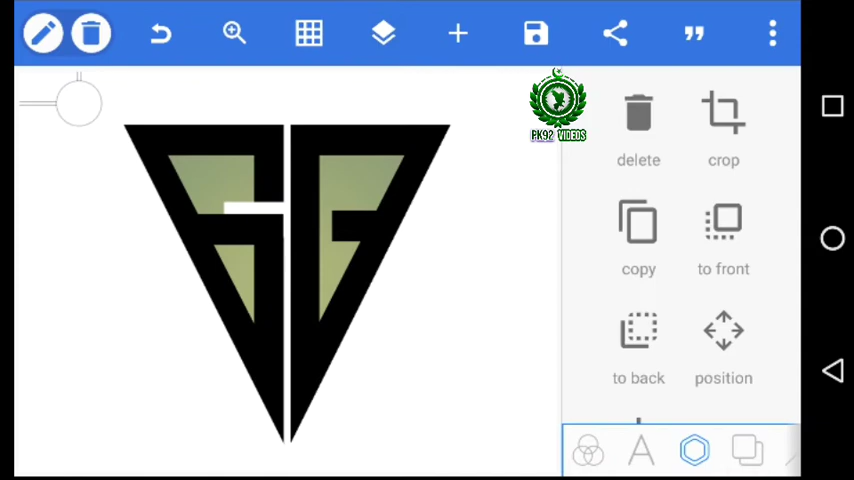 PK92 VIDEOS
delete
crop
copy
to front
to back
position
A